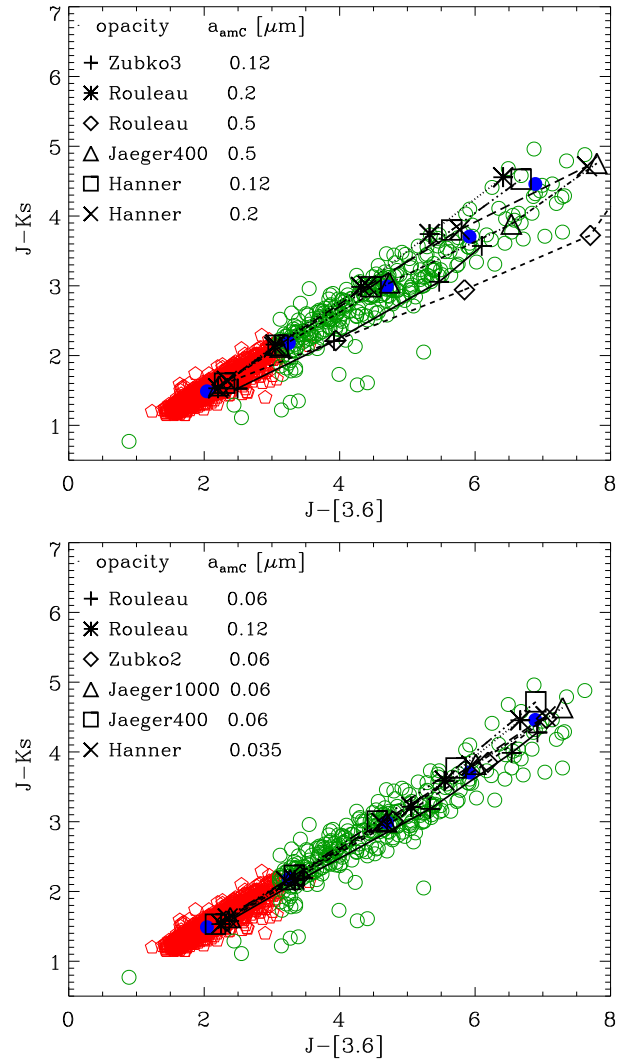 7
opacity a_amC [μm]
Zubko3 0.12
6
Rouleau 0.2
Rouleau 0.5
5
Jaeger400 0.5
Hanner 0.12
4
Hanner 0.2
J-Ks
3
2
1
0 2 4 6 8
J-[3.6]
7
opacity a_amC [μm]
Rouleau 0.06
6
Rouleau 0.12
Zubko2 0.06
5
Jaeger1000 0.06
Jaeger400 0.06
4
Hanner 0.035
J-Ks
3
2
1
0 2 4 6 8
J-[3.6]